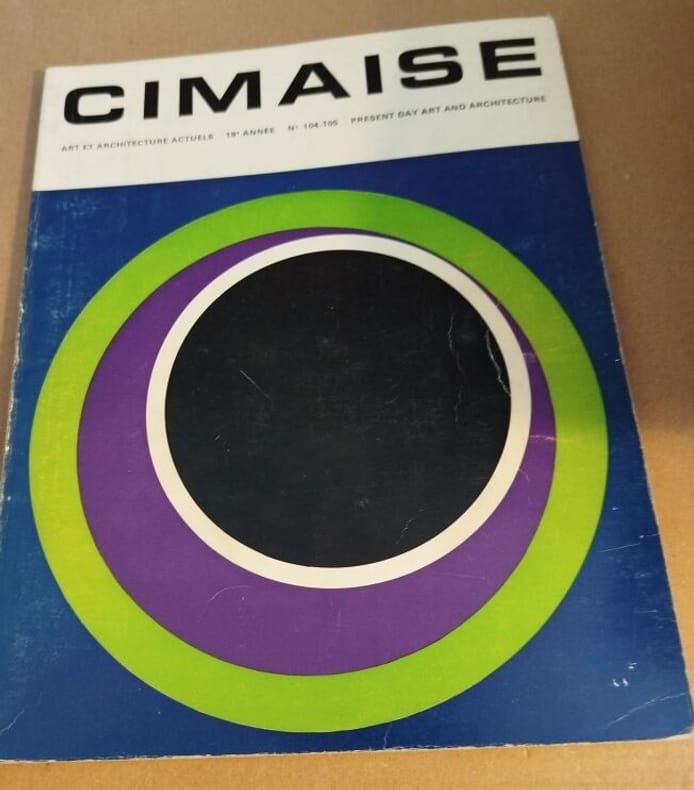 CIMAISE
ART ET ARCHITECTURE ACTUELS 19e ANNÉE N° 104-105 PRESENT DAY ART AND ARCHITECTURE